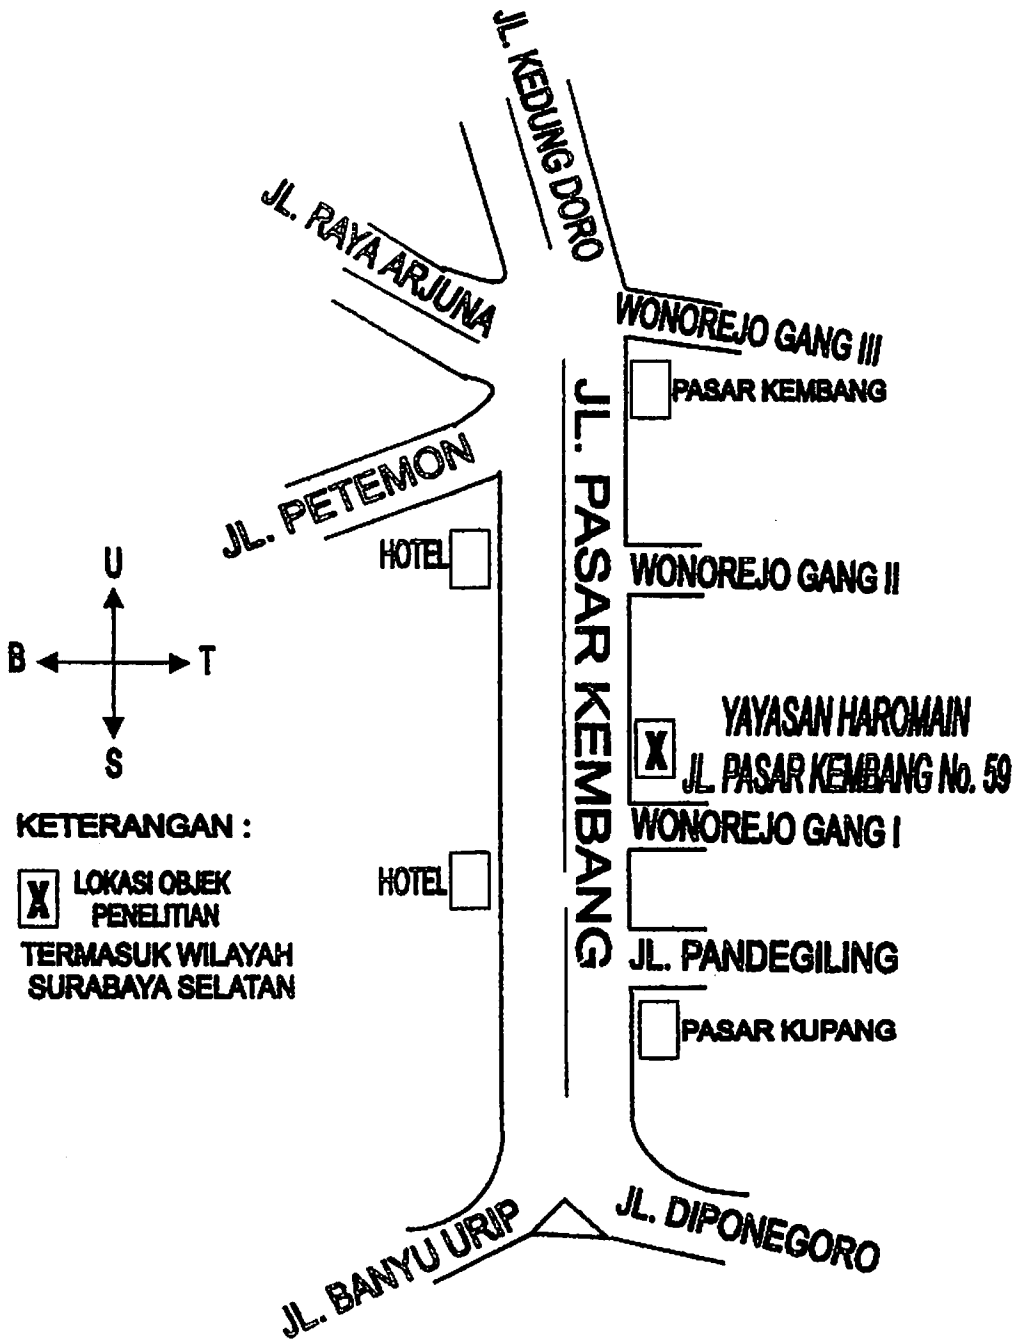 JL. KEDUNG DORO
JL. RAYA ARJUNA
WONOREJO GANG III
PASAR KEMBANG
JL. PASAR KEMBANG
JL. PETEMON
HOTEL
WONOREJO GANG II
U
B
T
S
YAYASAN HAROMAIN
X
JL. PASAR KEMBANG No. 59
WONOREJO GANG I
KETERANGAN :
HOTEL
X
LOKASI OBJEK
PENELITIAN
TERMASUK WILAYAH
SURABAYA SELATAN
JL. PANDEGILING
PASAR KUPANG
JL. BANYU URIP
JL. DIPONEGORO